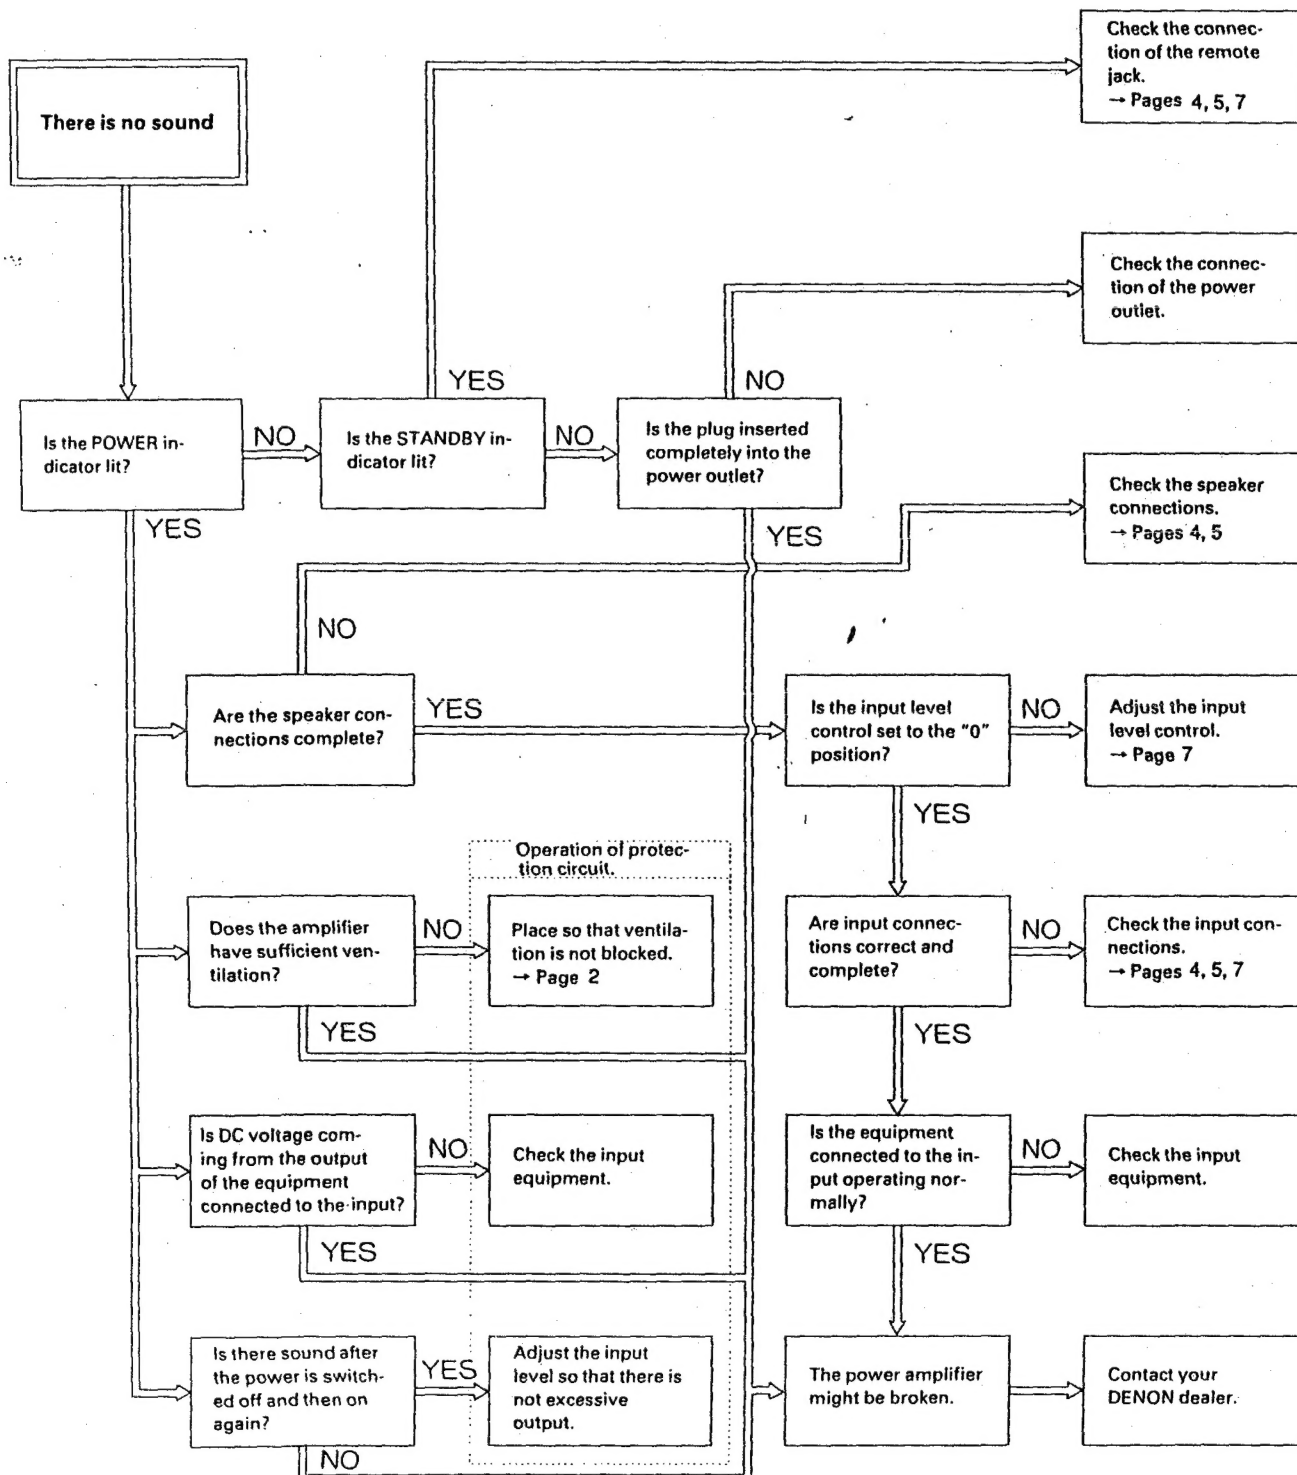 Check the connec-
tion of the remote
jack.
→ Pages 4, 5, 7
There is no sound
Check the connec-
tion of the power
outlet.
YES
NO
Is the POWER in-
dicator lit?
NO
Is the STANDBY in-
dicator lit?
NO
Is the plug inserted
completely into the
power outlet?
Check the speaker
connections.
→ Pages 4, 5
YES
YES
NO
Are the speaker con-
nections complete?
YES
Is the input level
control set to the "0"
position?
NO
Adjust the input
level control.
→ Page 7
YES
Operation of protec-
tion circuit.
Does the amplifier
have sufficient ven-
tilation?
NO
Place so that ventila-
tion is not blocked.
→ Page 2
Are input connec-
tions correct and
complete?
NO
Check the input con-
nections.
→ Pages 4, 5, 7
YES
YES
Is DC voltage com-
ing from the output
of the equipment
connected to the input?
NO
Check the input
equipment.
Is the equipment
connected to the in-
put operating nor-
mally?
NO
Check the input
equipment.
YES
YES
Is there sound after
the power is switch-
ed off and then on
again?
YES
Adjust the input
level so that there is
not excessive
output.
The power amplifier
might be broken.
Contact your
DENON dealer.
NO